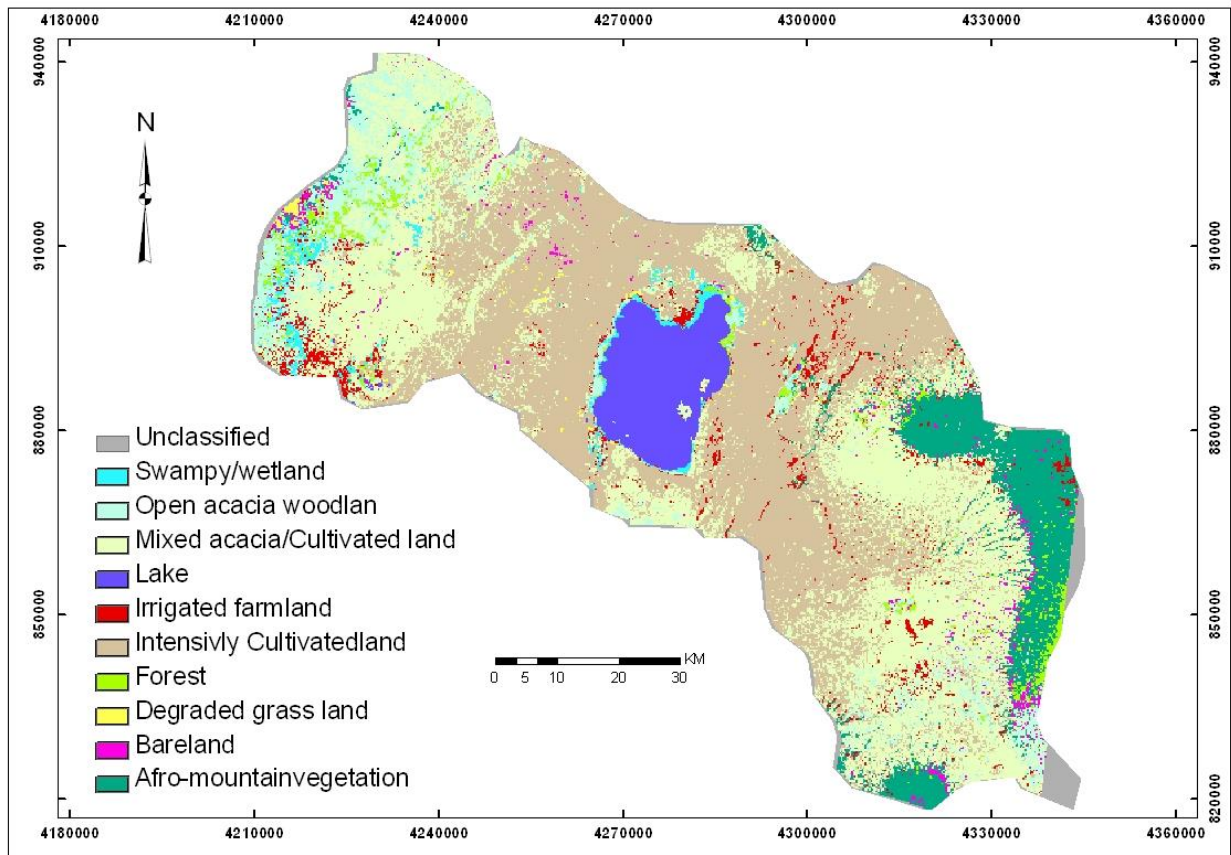 4180000 4210000 4240000 4270000 4300000 4330000 4360000
940000 940000
N
910000 910000
880000 880000
Unclassified
Swampy/wetland
Open acacia woodlan
Mixed acacia/Cultivated land
Lake
Irrigated farmland
850000 850000
Intensivly Cultivatedland
KM
0 5 10 20 30
Forest
Degraded grass land
Bareland
Afro-mountainvegetation
820000 820000
4180000 4210000 4240000 4270000 4300000 4330000 4360000